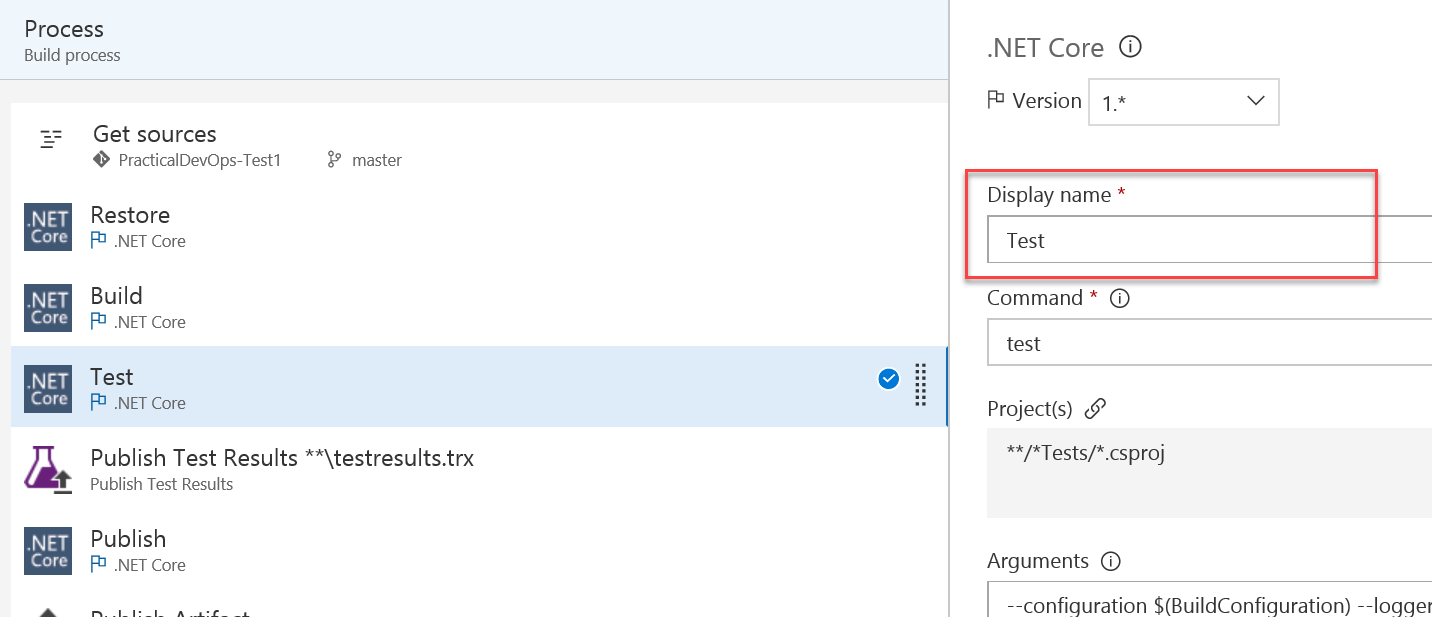 Process
Build process
Get sources
PracticalDevOps-Test1 master
.NET Core
Restore
.NET Core
.NET Core
Build
.NET Core
.NET Core
Test
.NET Core
Publish Test Results **\testresults.trx
Publish Test Results
.NET Core
Publish
.NET Core
Publish Artifact
.NET Core
Version 1.*
Display name *
Test
Command *
test
Project(s)
**/*Tests/*.csproj
Arguments
--configuration $(BuildConfiguration) --logger